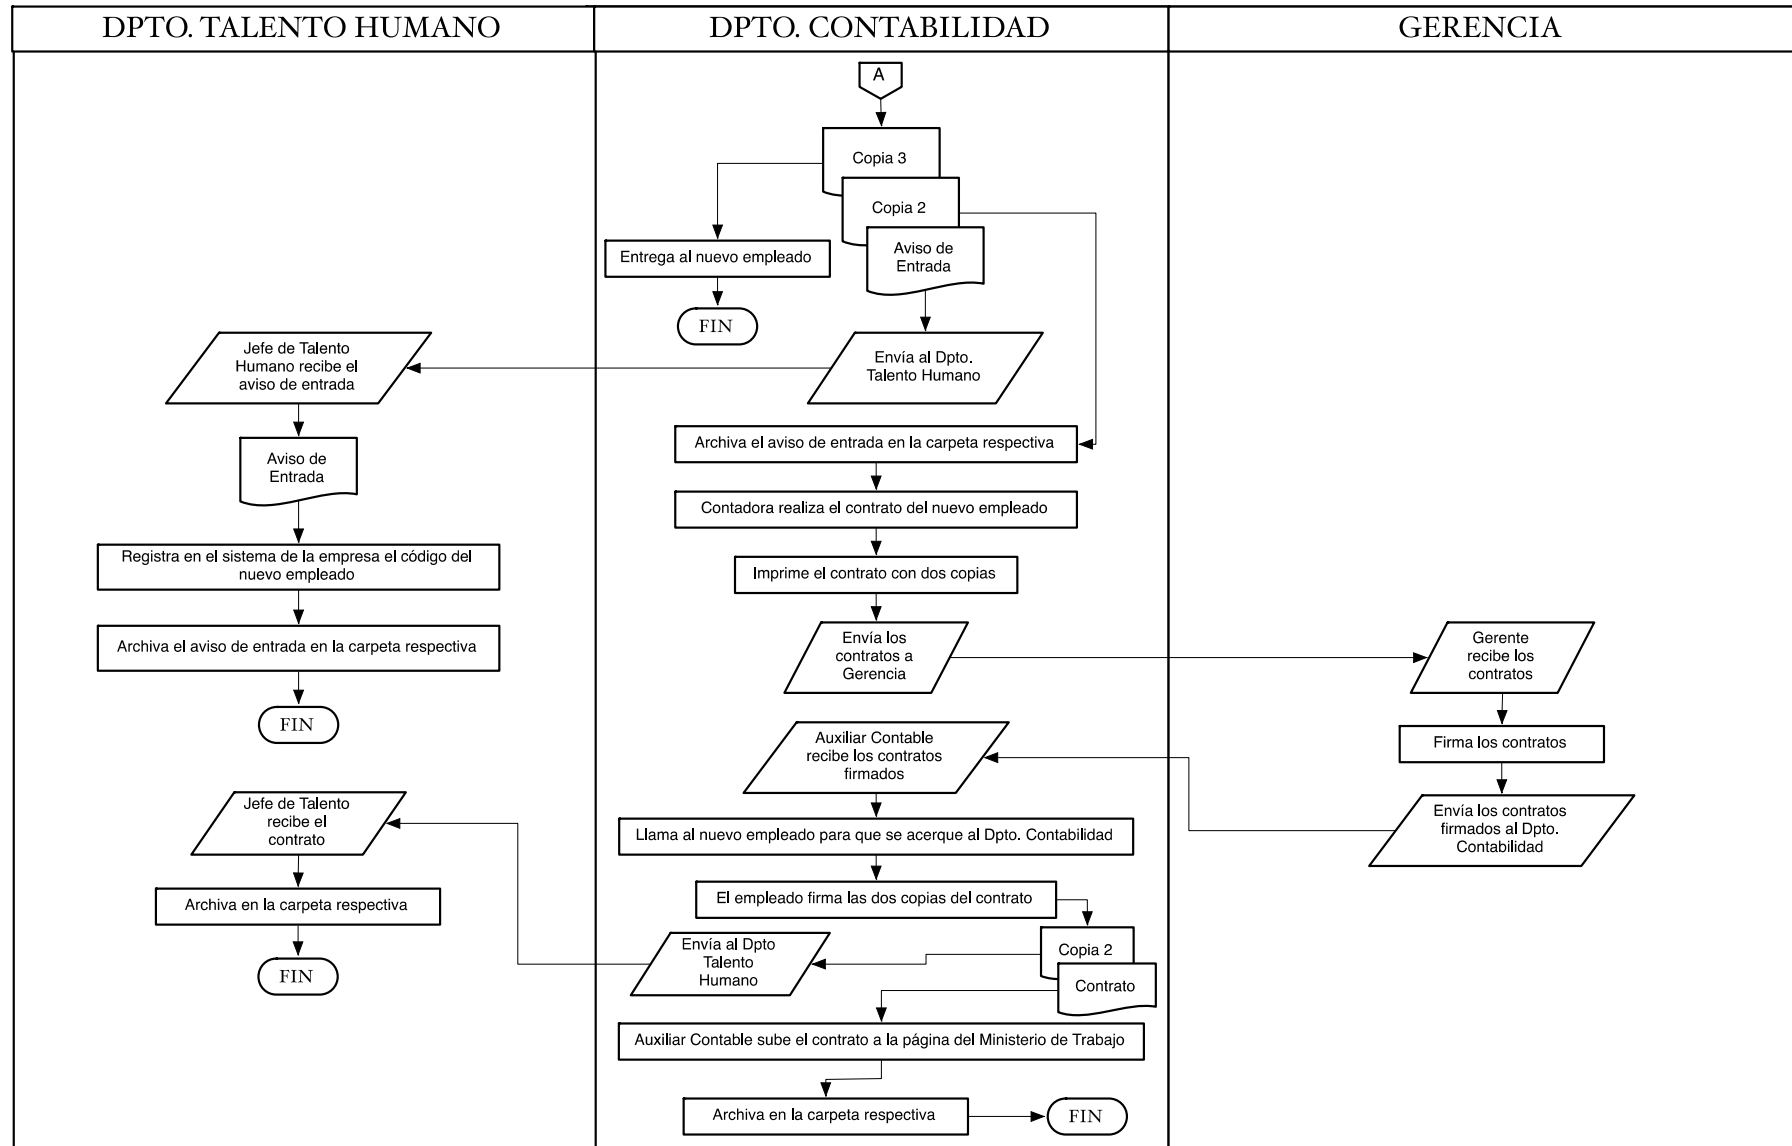 DPTO. TALENTO HUMANO
DPTO. CONTABILIDAD
GERENCIA
A
Copia 3
Copia 2
Aviso de
Entrada
Entrega al nuevo empleado
FIN
Envía al Dpto.
Talento Humano
Jefe de Talento
Humano recibe el
aviso de entrada
Aviso de
Entrada
Registra en el sistema de la empresa el código del
nuevo empleado
Archiva el aviso de entrada en la carpeta respectiva
FIN
Archiva el aviso de entrada en la carpeta respectiva
Contadora realiza el contrato del nuevo empleado
Imprime el contrato con dos copias
Envía los
contratos a
Gerencia
Gerente
recibe los
contratos
Firma los contratos
Envía los contratos
firmados al Dpto.
Contabilidad
Auxiliar Contable
recibe los contratos
firmados
Llama al nuevo empleado para que se acerque al Dpto. Contabilidad
El empleado firma las dos copias del contrato
Copia 2
Contrato
Envía al Dpto
Talento
Humano
Jefe de Talento
recibe el
contrato
Archiva en la carpeta respectiva
FIN
Auxiliar Contable sube el contrato a la página del Ministerio de Trabajo
Archiva en la carpeta respectiva
FIN